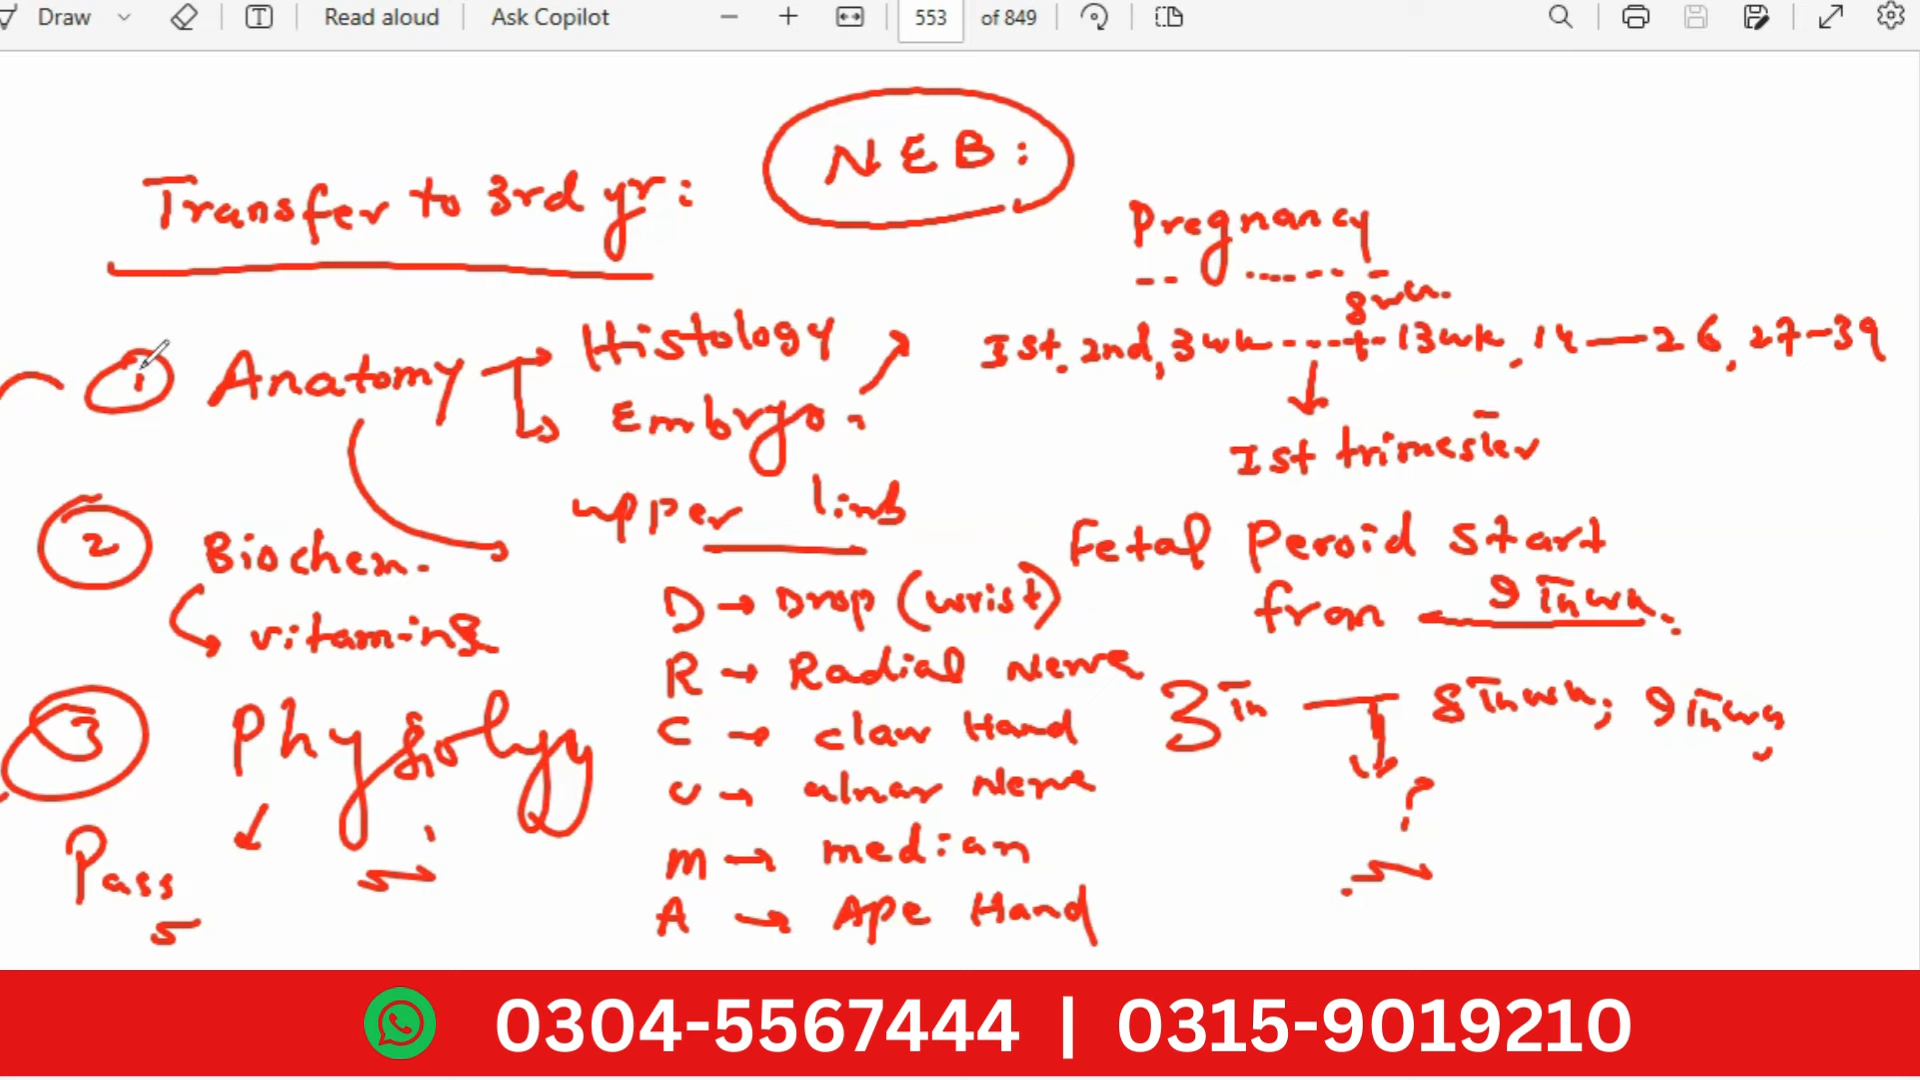 Draw
Read aloud
Ask Copilot
553 of 849
NEB:
Transfer to 3rd yr:
Pregnancy
8wk.
1 Anatomy → Histology
Embryo.
Ist, 2nd, 3wk ----- 13wk, 14 — 26, 27-39
Ist trimester
upper limb
2 Biochem.
vitamins
Fetal Peroid start
from 9th wk.
D → Drop (wrist)
R → Radial Nerve
C → claw Hand
U → ulnar Nerve
M → median
A → Ape Hand
3th — 8th wk; 9th wk
?
3 Physiology
Pass
0304-5567444 | 0315-9019210